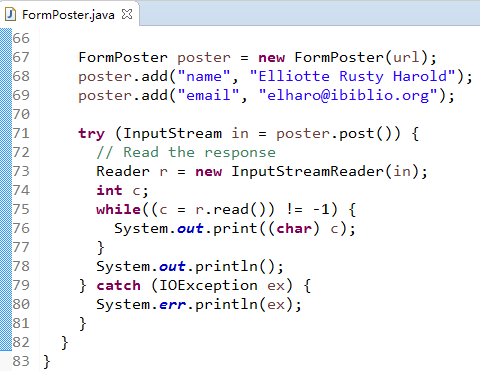 FormPoster.java
66
67 FormPoster poster = new FormPoster(url);
68 poster.add("name", "Elliotte Rusty Harold");
69 poster.add("email", "elharo@ibiblio.org");
70
71 try (InputStream in = poster.post()) {
72 // Read the response
73 Reader r = new InputStreamReader(in);
74 int c;
75 while((c = r.read()) != -1) {
76 System.out.print((char) c);
77 }
78 System.out.println();
79 } catch (IOException ex) {
80 System.err.println(ex);
81 }
82 }
83 }